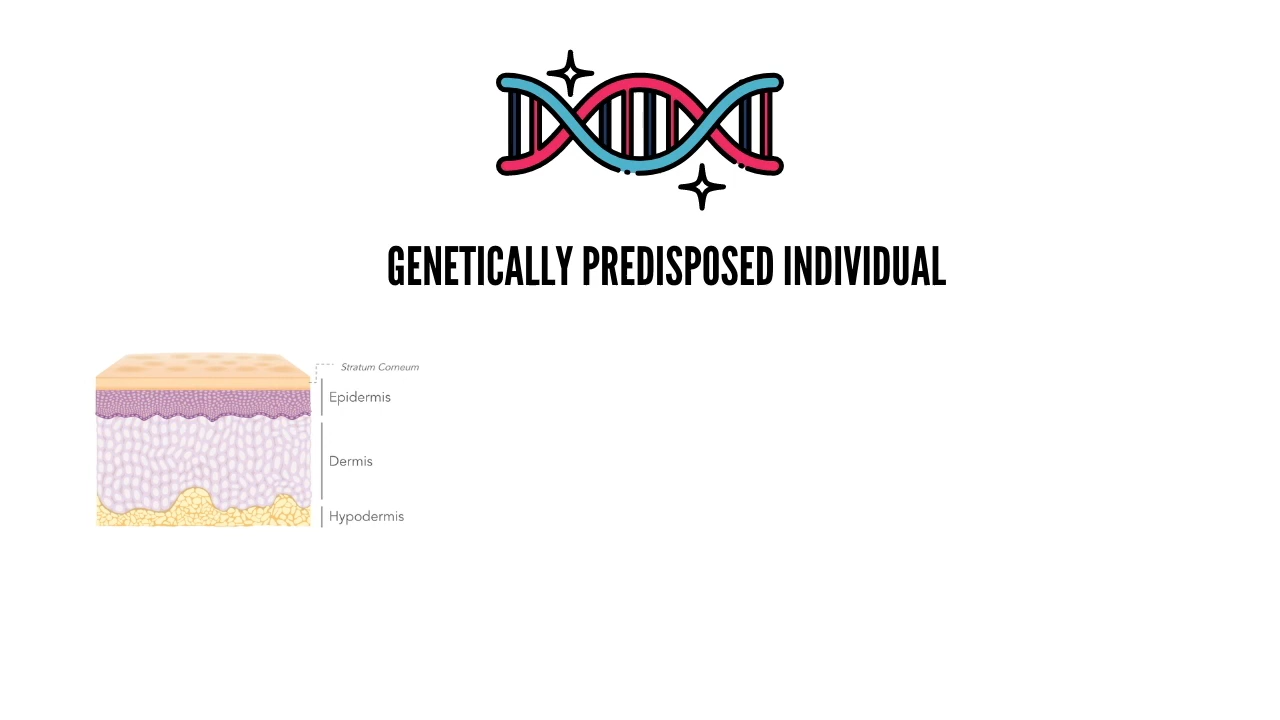 GENETICALLY PREDISPOSED INDIVIDUAL
Stratum Corneum
Epidermis
Dermis
Hypodermis